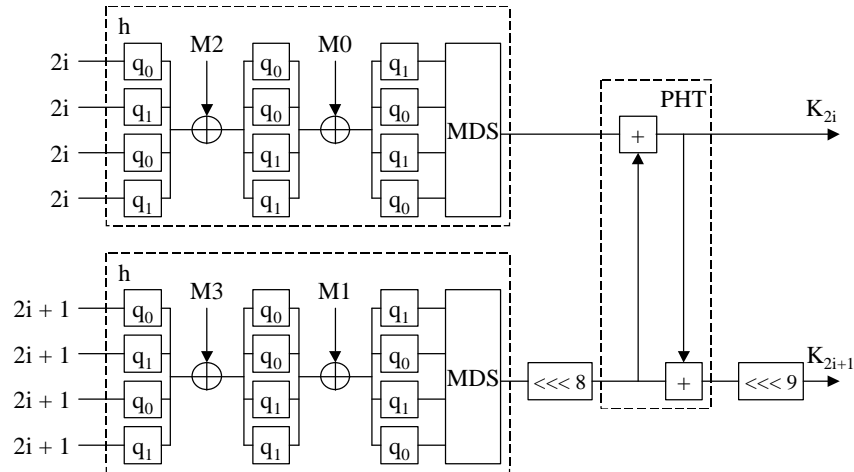 h
M2 M0
PHT
2i q₀ q₀ q₁
K₂ᵢ
2i q₁ q₀ q₀
MDS
+
2i q₀ q₁ q₁
2i q₁ q₁ q₀
h
M3 M1
2i + 1 q₀ q₀ q₁
2i + 1 q₁ q₀ q₀
K₂ᵢ₊₁
MDS
<<< 8
+
<<< 9
2i + 1 q₀ q₁ q₁
2i + 1 q₁ q₁ q₀